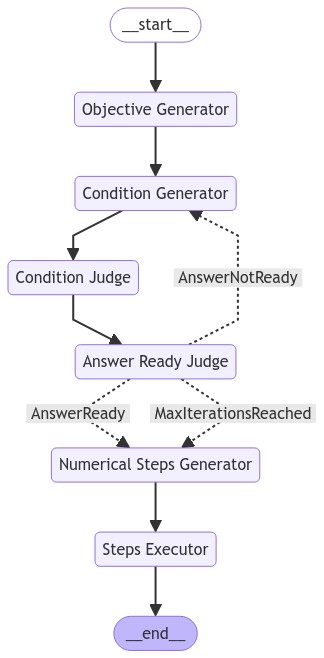 __start__
Objective Generator
Condition Generator
Condition Judge
AnswerNotReady
Answer Ready Judge
AnswerReady
MaxIterationsReached
Numerical Steps Generator
Steps Executor
__end__